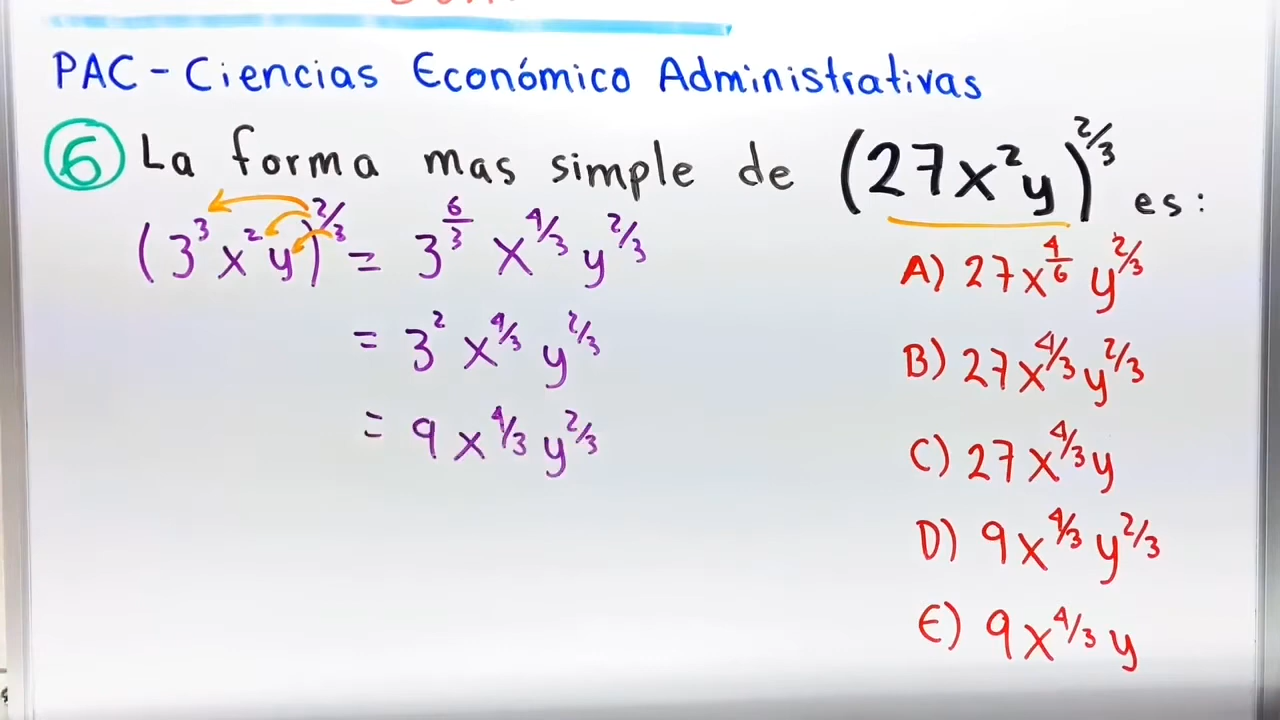 PAC - Ciencias Económico Administrativas
6 La forma mas simple de (27x²y)^2/3 es:
(3³x²y)^2/3 = 3^6/3 x^4/3 y^2/3
= 3² x^4/3 y^2/3
= 9x^4/3 y^2/3
A) 27x^4/6 y^2/3
B) 27x^4/3 y^2/3
C) 27x^4/3 y
D) 9x^4/3 y^2/3
E) 9x^4/3 y